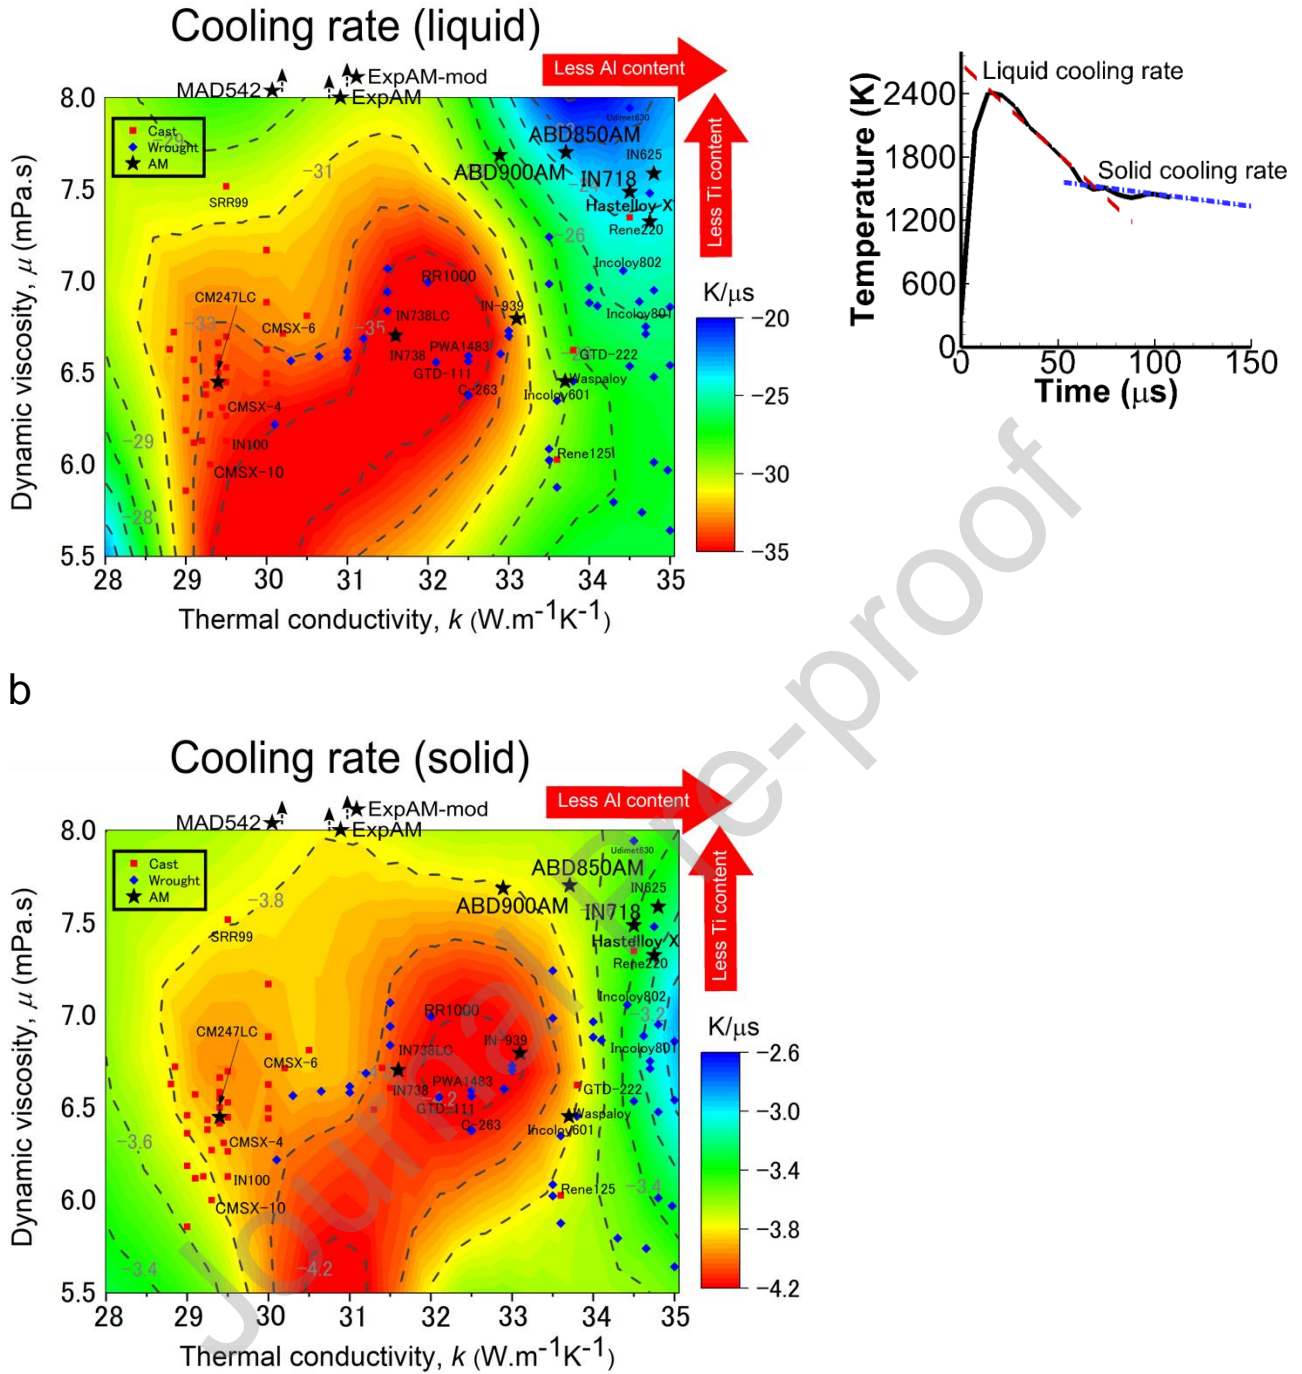 Cooling rate (liquid)
Less Al content
Less Ti content
MAD542
ExpAM-mod
ExpAM
Cast
Wrought
AM
8.0
7.5
7.0
6.5
6.0
5.5
Dynamic viscosity, μ (mPa.s)
−29
−31
−33
−35
−29
−28
−26
−24
SRR99
CM247LC
CMSX-6
CMSX-4
IN100
CMSX-10
RR1000
IN738LC
IN738
PWA1483
GTD-111
C-263
IN-939
ABD850AM
ABD900AM
Udimet630
IN625
IN718
Hastelloy X
Rene220
Incoloy802
Incoloy801
GTD-222
Waspaloy
Incoloy601
Rene125
28 29 30 31 32 33 34 35
Thermal conductivity, k (W.m−1K−1)
K/μs
−20
−25
−30
−35
Temperature (K)
2400
1800
1200
600
0
0 50 100 150
Time (μs)
Liquid cooling rate
Solid cooling rate
b
Cooling rate (solid)
Less Al content
Less Ti content
MAD542
ExpAM-mod
ExpAM
Cast
Wrought
AM
8.0
7.5
7.0
6.5
6.0
5.5
Dynamic viscosity, μ (mPa.s)
−3.8
−3.6
−3.4
−4.2
−3.2
−3.4
SRR99
CM247LC
CMSX-6
CMSX-4
IN100
CMSX-10
RR1000
IN738LC
IN738
PWA1483
GTD-111
C-263
IN-939
ABD850AM
ABD900AM
Udimet630
IN625
IN718
Hastelloy X
Rene220
Incoloy802
Incoloy801
GTD-222
Waspaloy
Incoloy601
Rene125
28 29 30 31 32 33 34 35
Thermal conductivity, k (W.m−1K−1)
K/μs
−2.6
−3.0
−3.4
−3.8
−4.2
Journal Pre-proof